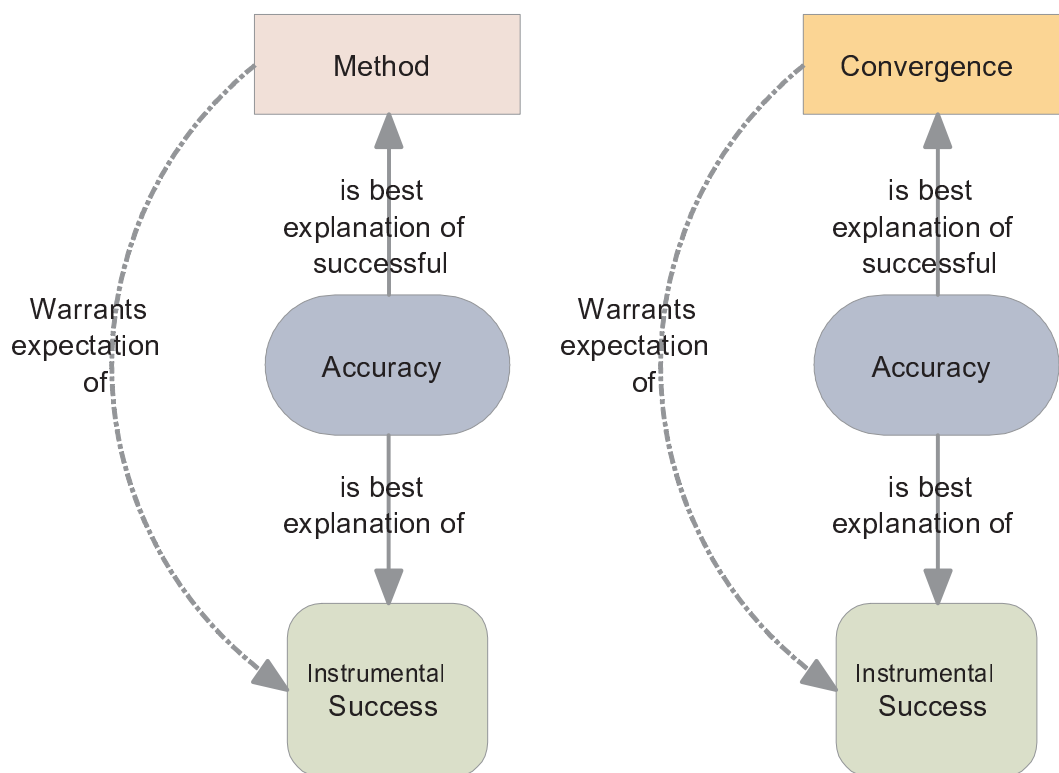 Method
is best
explanation of
successful
Warrants
expectation
of
Accuracy
is best
explanation of
Instrumental
Success
Convergence
is best
explanation of
successful
Warrants
expectation
of
Accuracy
is best
explanation of
Instrumental
Success